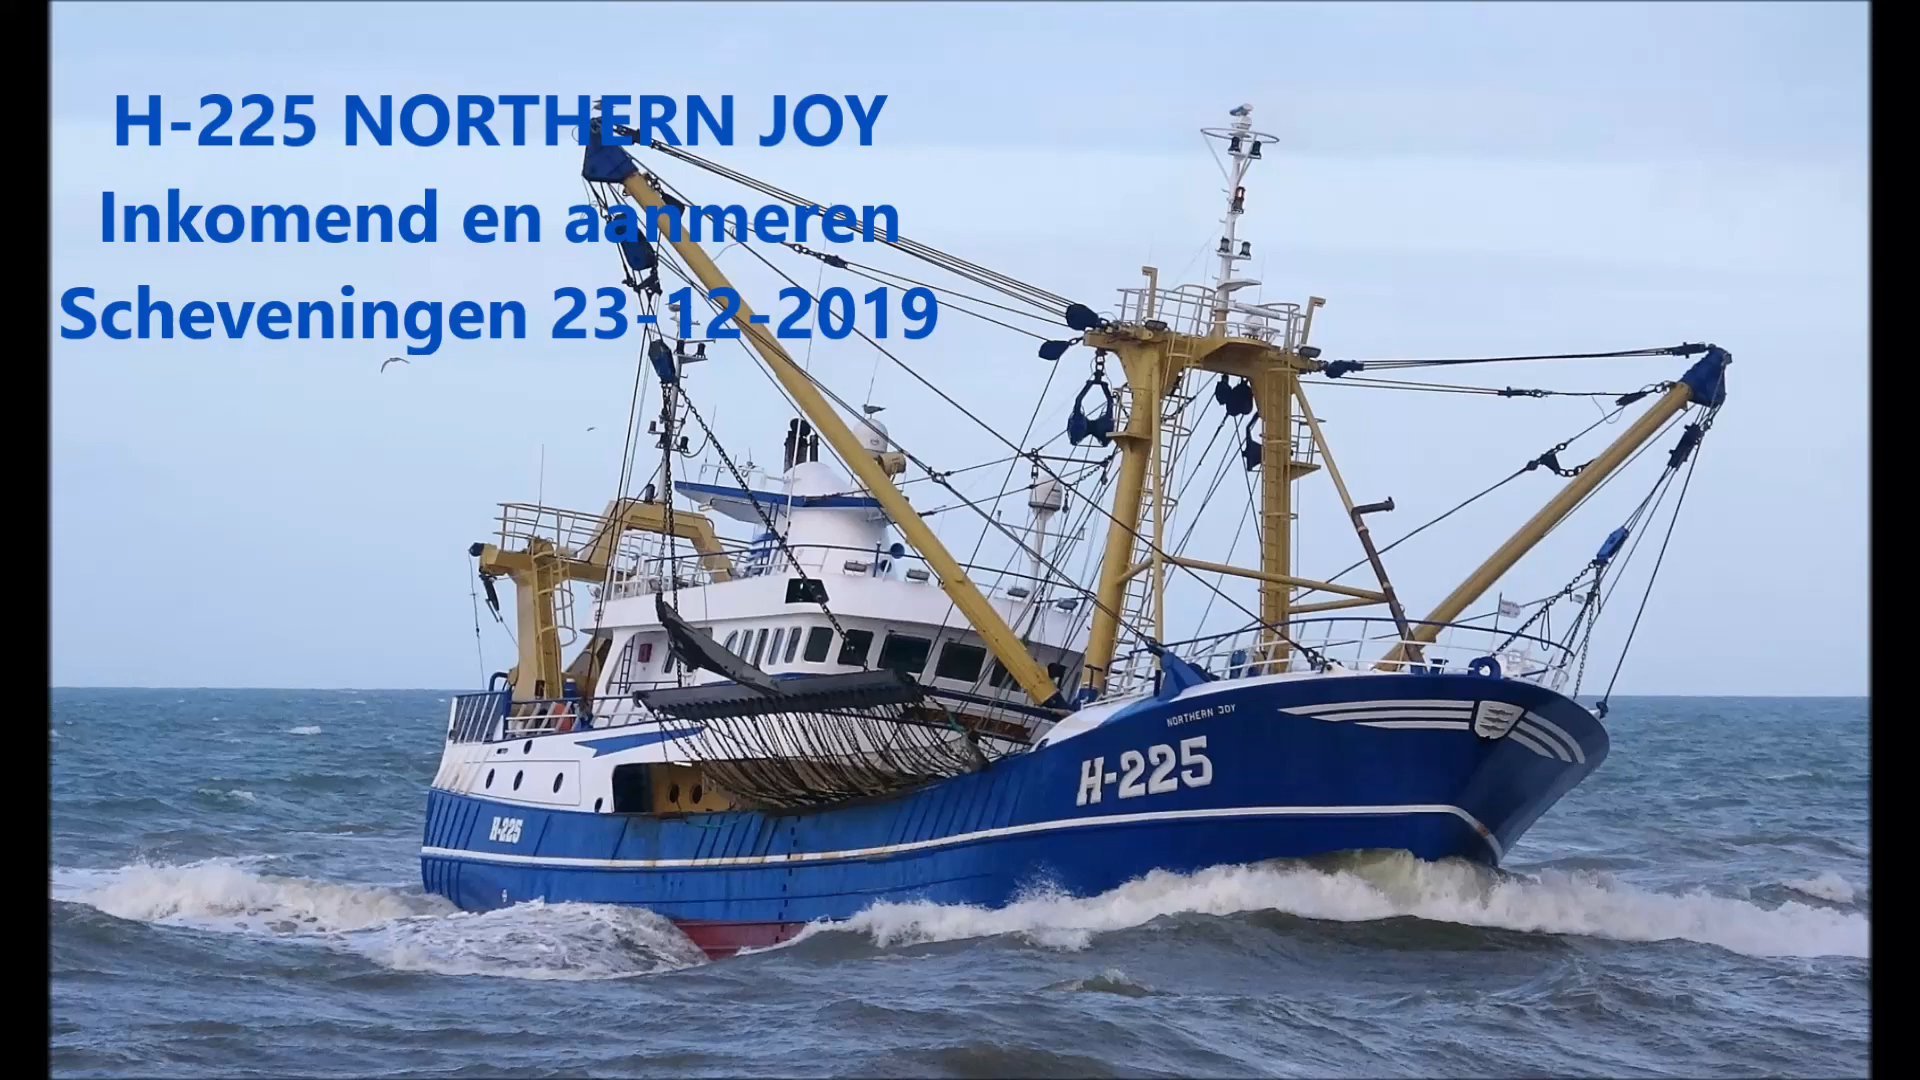 H-225 NORTHERN JOY
Inkomend en aanmeren
Scheveningen 23-12-2019
NORTHERN JOY
H-225
H-225